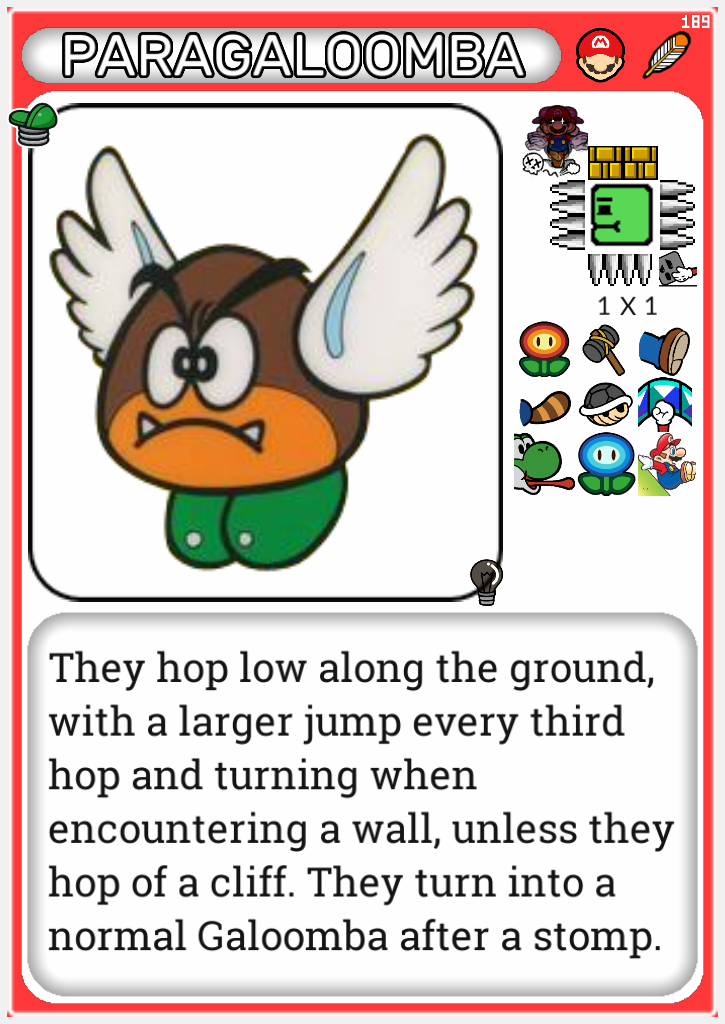 189
PARAGALOOMBA
1 X 1
They hop low along the ground,
with a larger jump every third
hop and turning when
encountering a wall, unless they
hop of a cliff. They turn into a
normal Galoomba after a stomp.